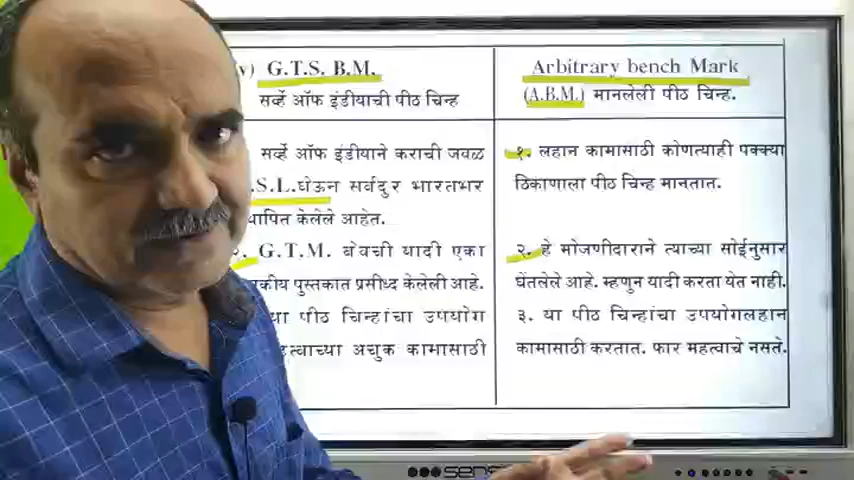 v) G.T.S. B.M.
सर्व्हे ऑफ इंडीयाची पीठ चिन्ह
सर्व्हे ऑफ इंडीयाने कराची जवळ
.S.L.घेऊन सर्वदुर भारतभर
थापित केलेले आहेत.
२. G.T.M. बेंचची यादी एका
पुस्तकात प्रसीध्द केलेली आहे.
या पीठ चिन्हांचा उपयोग
अचुक कामासाठी
Arbitrary bench Mark
(A.B.M.) मानलेली पीठ चिन्ह.
१. लहान कामासाठी कोणत्याही पक्क्या
ठिकाणाला पीठ चिन्ह मानतात.
२. हे मोजणीदाराने त्याच्या सोईनुसार
घेंतलेले आहे. म्हणुन यादी करता येत नाही.
३. या पीठ चिन्हांचा उपयोगलहान
कामासाठी करतात. फार महत्वाचे नसते.